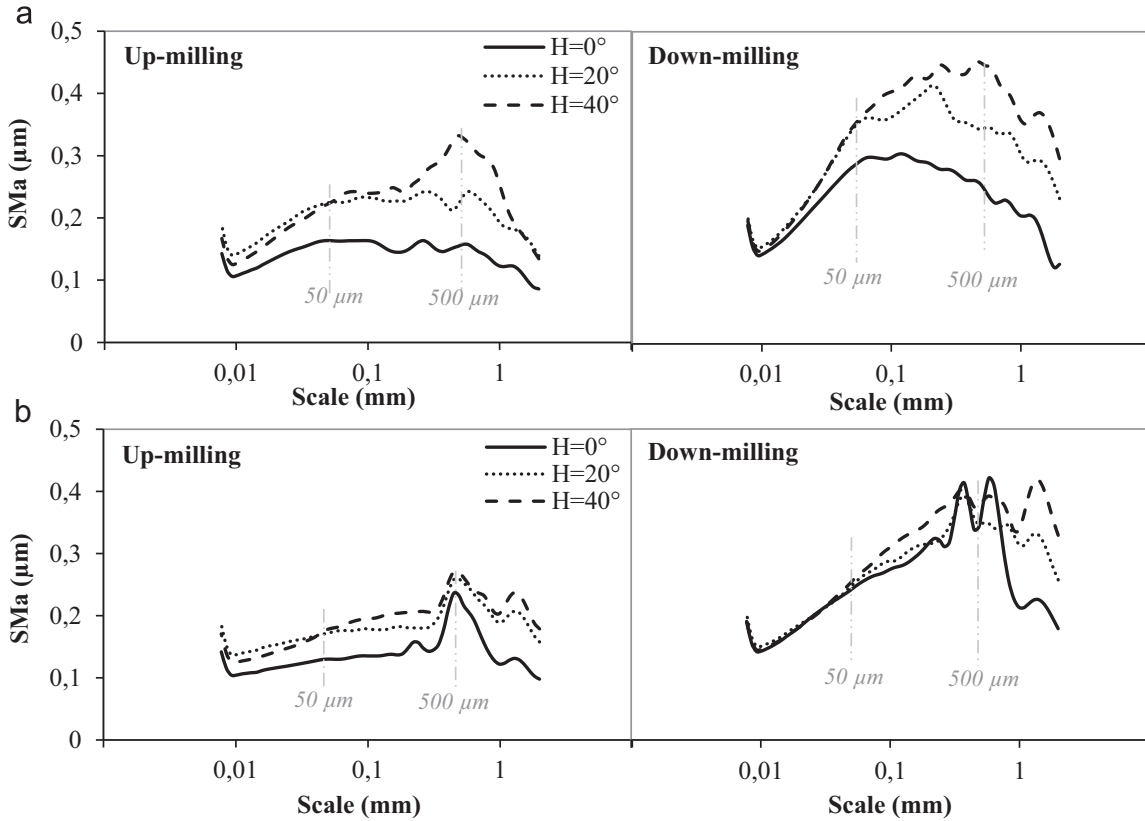 a
0,5
0,4
0,3
0,2
0,1
0
SMa (µm)
Up-milling
H=0°
H=20°
H=40°
50 µm
500 µm
0,01
0,1
1
Scale (mm)
Down-milling
50 µm
500 µm
0,01
0,1
1
b
0,5
0,4
0,3
0,2
0,1
0
SMa (µm)
Up-milling
H=0°
H=20°
H=40°
50 µm
500 µm
0,01
0,1
1
Scale (mm)
Down-milling
50 µm
500 µm
0,01
0,1
1
Scale (mm)